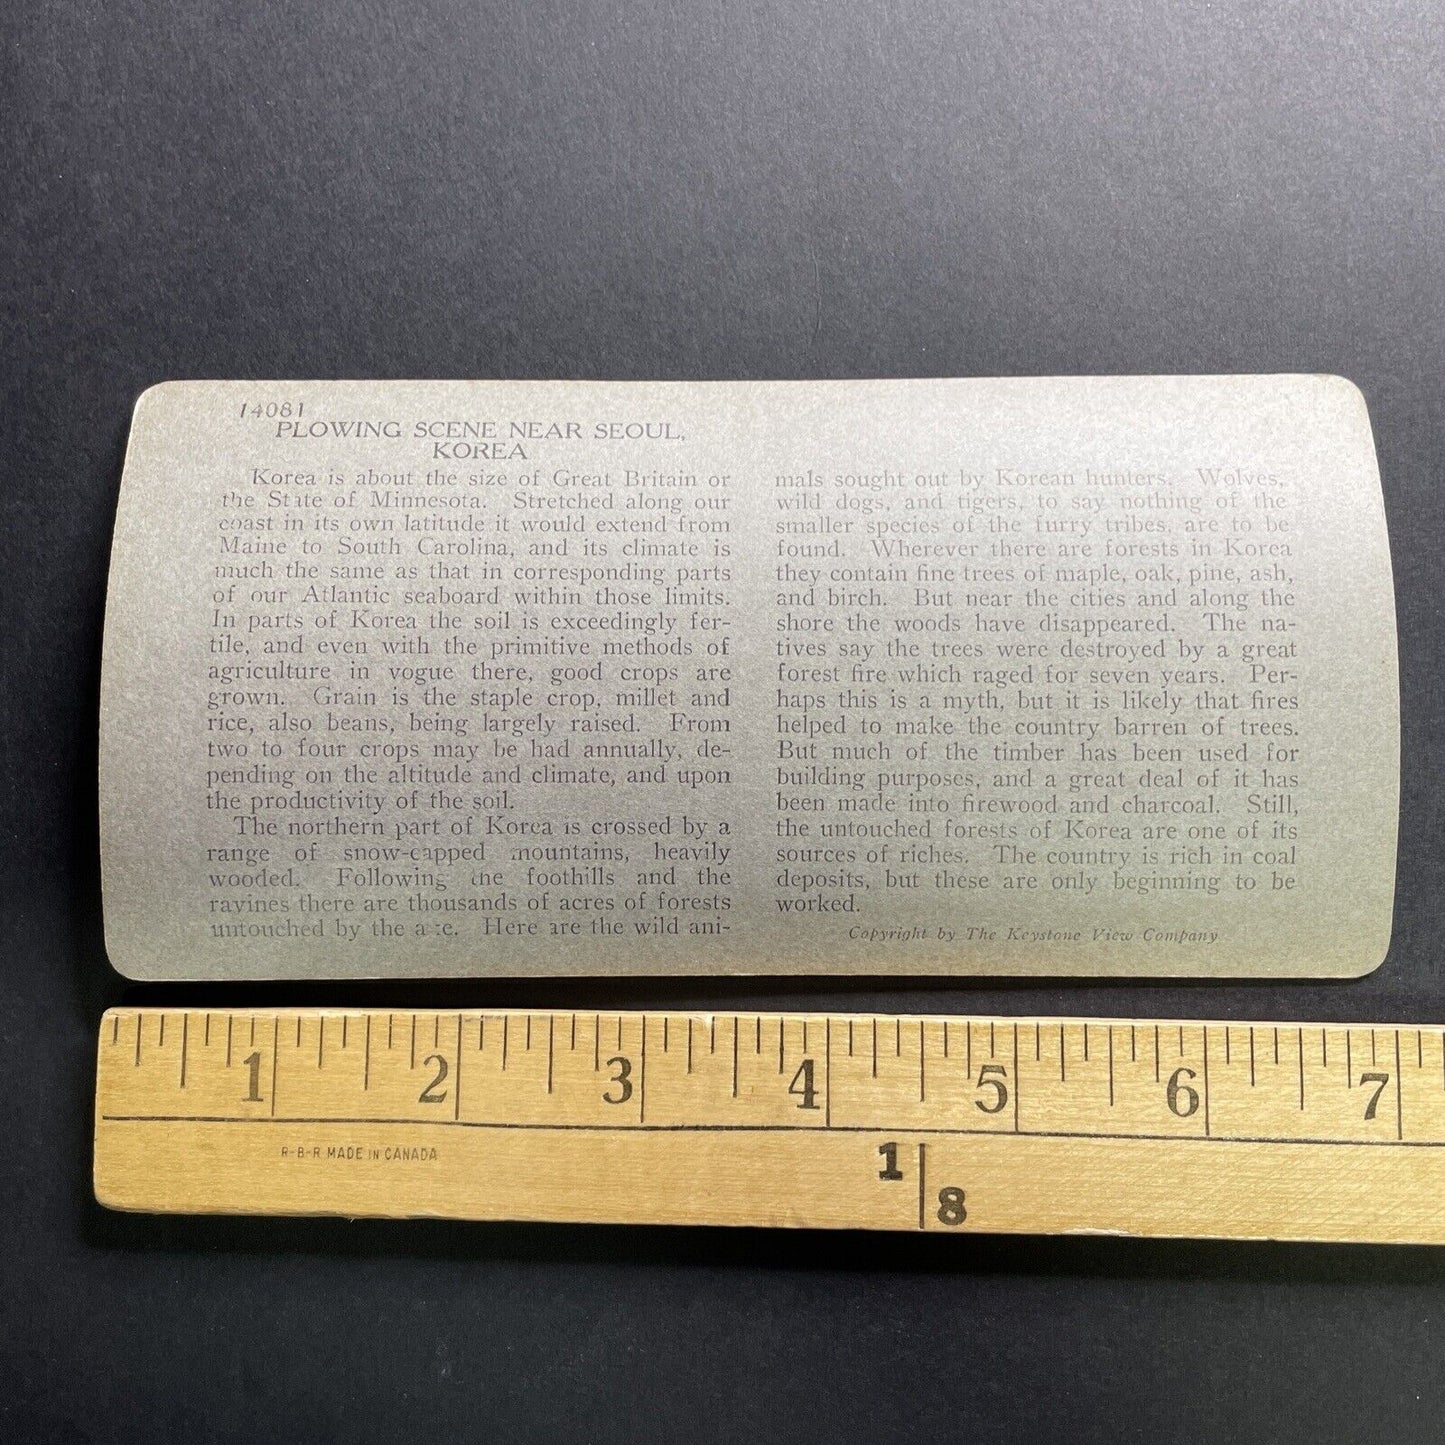 14081
PLOWING SCENE NEAR SEOUL,
KOREA
Korea is about the size of Great Britain or
the State of Minnesota. Stretched along our
coast in its own latitude it would extend from
Maine to South Carolina, and its climate is
much the same as that in corresponding parts
of our Atlantic seaboard within those limits.
In parts of Korea the soil is exceedingly fer-
tile, and even with the primitive methods of
agriculture in vogue there, good crops are
grown. Grain is the staple crop, millet and
rice, also beans, being largely raised. From
two to four crops may be had annually, de-
pending on the altitude and climate, and upon
the productivity of the soil.
The northern part of Korea is crossed by a
range of snow-capped mountains, heavily
wooded. Following the foothills and the
ravines there are thousands of acres of forests
untouched by the axe. Here are the wild ani-
mals sought out by Korean hunters. Wolves,
wild dogs, and tigers, to say nothing of the
smaller species of the furry tribes, are to be
found. Wherever there are forests in Korea
they contain fine trees of maple, oak, pine, ash,
and birch. But near the cities and along the
shore the woods have disappeared. The na-
tives say the trees were destroyed by a great
forest fire which raged for seven years. Per-
haps this is a myth, but it is likely that fires
helped to make the country barren of trees.
But much of the timber has been used for
building purposes, and a great deal of it has
been made into firewood and charcoal. Still,
the untouched forests of Korea are one of its
sources of riches. The country is rich in coal
deposits, but these are only beginning to be
worked.
Copyright by The Keystone View Company
1 2 3 4 5 6 7
R-B-R MADE IN CANADA
1 8